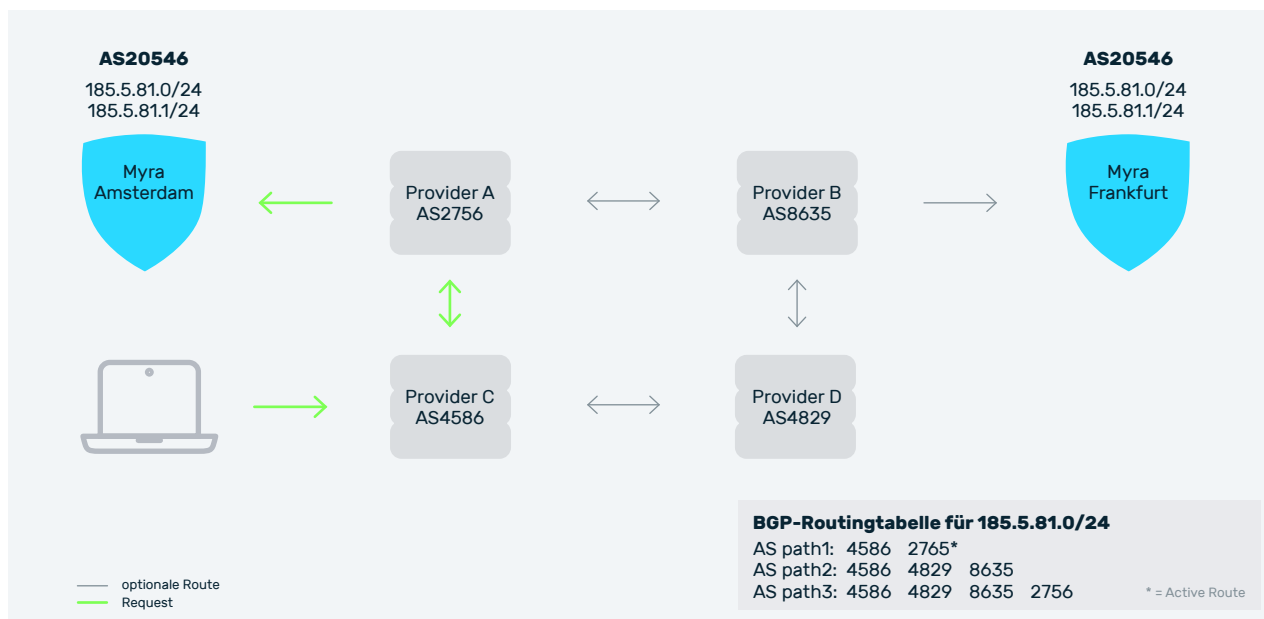 AS20546
185.5.81.0/24
185.5.81.1/24
Myra
Amsterdam
Provider A
AS2756
Provider B
AS8635
AS20546
185.5.81.0/24
185.5.81.1/24
Myra
Frankfurt
Provider C
AS4586
Provider D
AS4829
BGP-Routingtabelle für 185.5.81.0/24
AS path1: 4586 2765*
AS path2: 4586 4829 8635
AS path3: 4586 4829 8635 2756
* = Active Route
optionale Route
Request